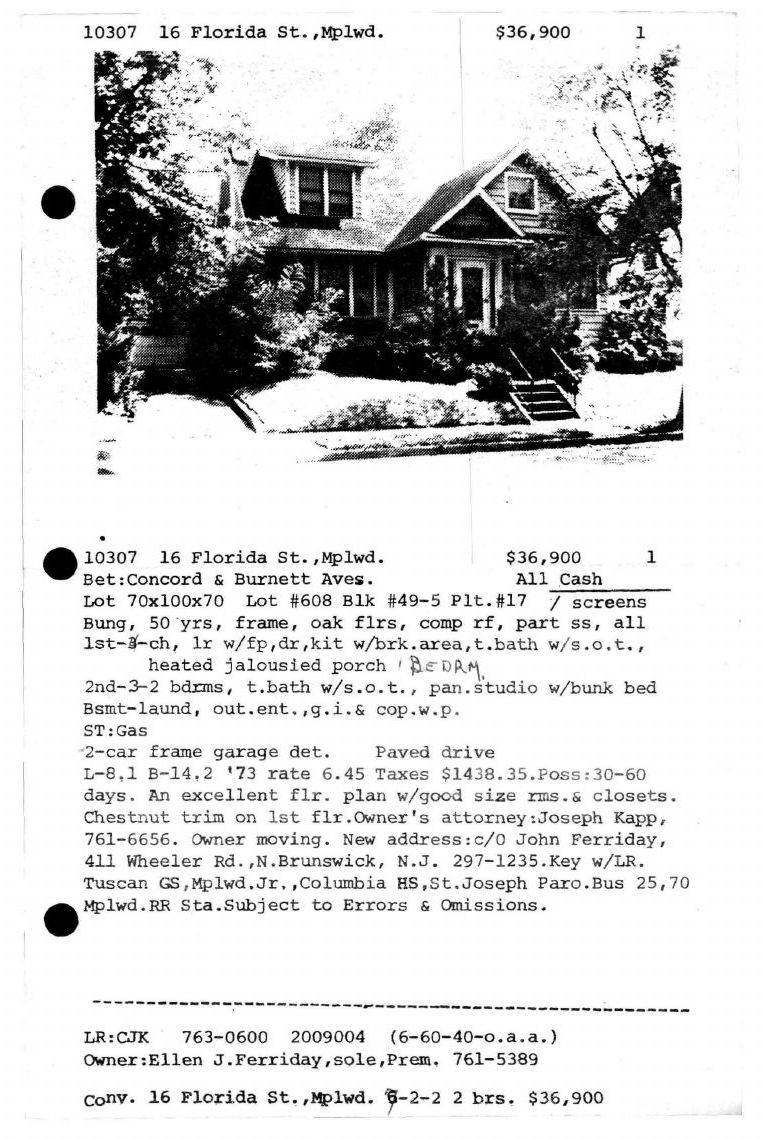 10307 16 Florida St.,Mplwd. $36,900 1
10307 16 Florida St.,Mplwd. $36,900 1
Bet:Concord & Burnett Aves. All Cash
Lot 70x100x70 Lot #608 Blk #49-5 Plt.#17 / screens
Bung, 50 yrs, frame, oak flrs, comp rf, part ss, all
1st- -ch, lr w/fp,dr,kit w/brk.area,t.bath w/s.o.t.,
heated jalousied porch BEDRM.
2nd-3-2 bdrms, t.bath w/s.o.t., pan.studio w/bunk bed
Bsmt-laund, out.ent.,g.i.& cop.w.p.
ST:Gas
2-car frame garage det. Paved drive
L-8.1 B-14.2 '73 rate 6.45 Taxes $1438.35.Poss:30-60
days. An excellent flr. plan w/good size rms.& closets.
Chestnut trim on 1st flr.Owner's attorney:Joseph Kapp,
761-6656. Owner moving. New address:c/0 John Ferriday,
411 Wheeler Rd.,N.Brunswick, N.J. 297-1235.Key w/LR.
Tuscan GS,Mplwd.Jr.,Columbia HS,St.Joseph Paro.Bus 25,70
Mplwd.RR Sta.Subject to Errors & Omissions.
LR:CJK 763-0600 2009004 (6-60-40-o.a.a.)
Owner:Ellen J.Ferriday,sole,Prem. 761-5389
Conv. 16 Florida St.,Mplwd. -2-2 2 brs. $36,900